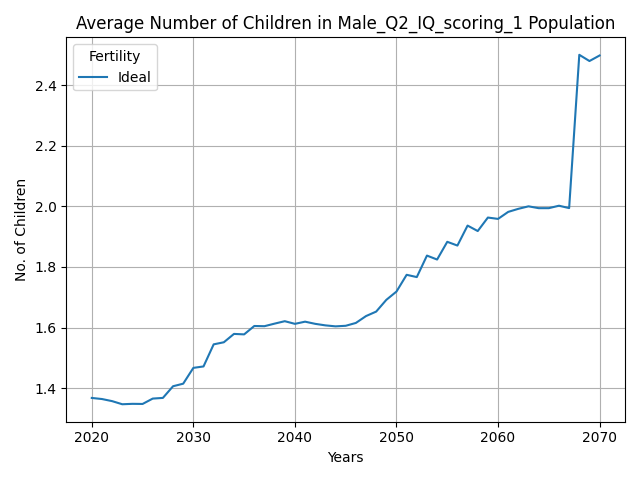 Average Number of Children in Male_Q2_IQ_scoring_1 Population
Fertility
Ideal
No. of Children
2.4
2.2
2.0
1.8
1.6
1.4
2020 2030 2040 2050 2060 2070
Years